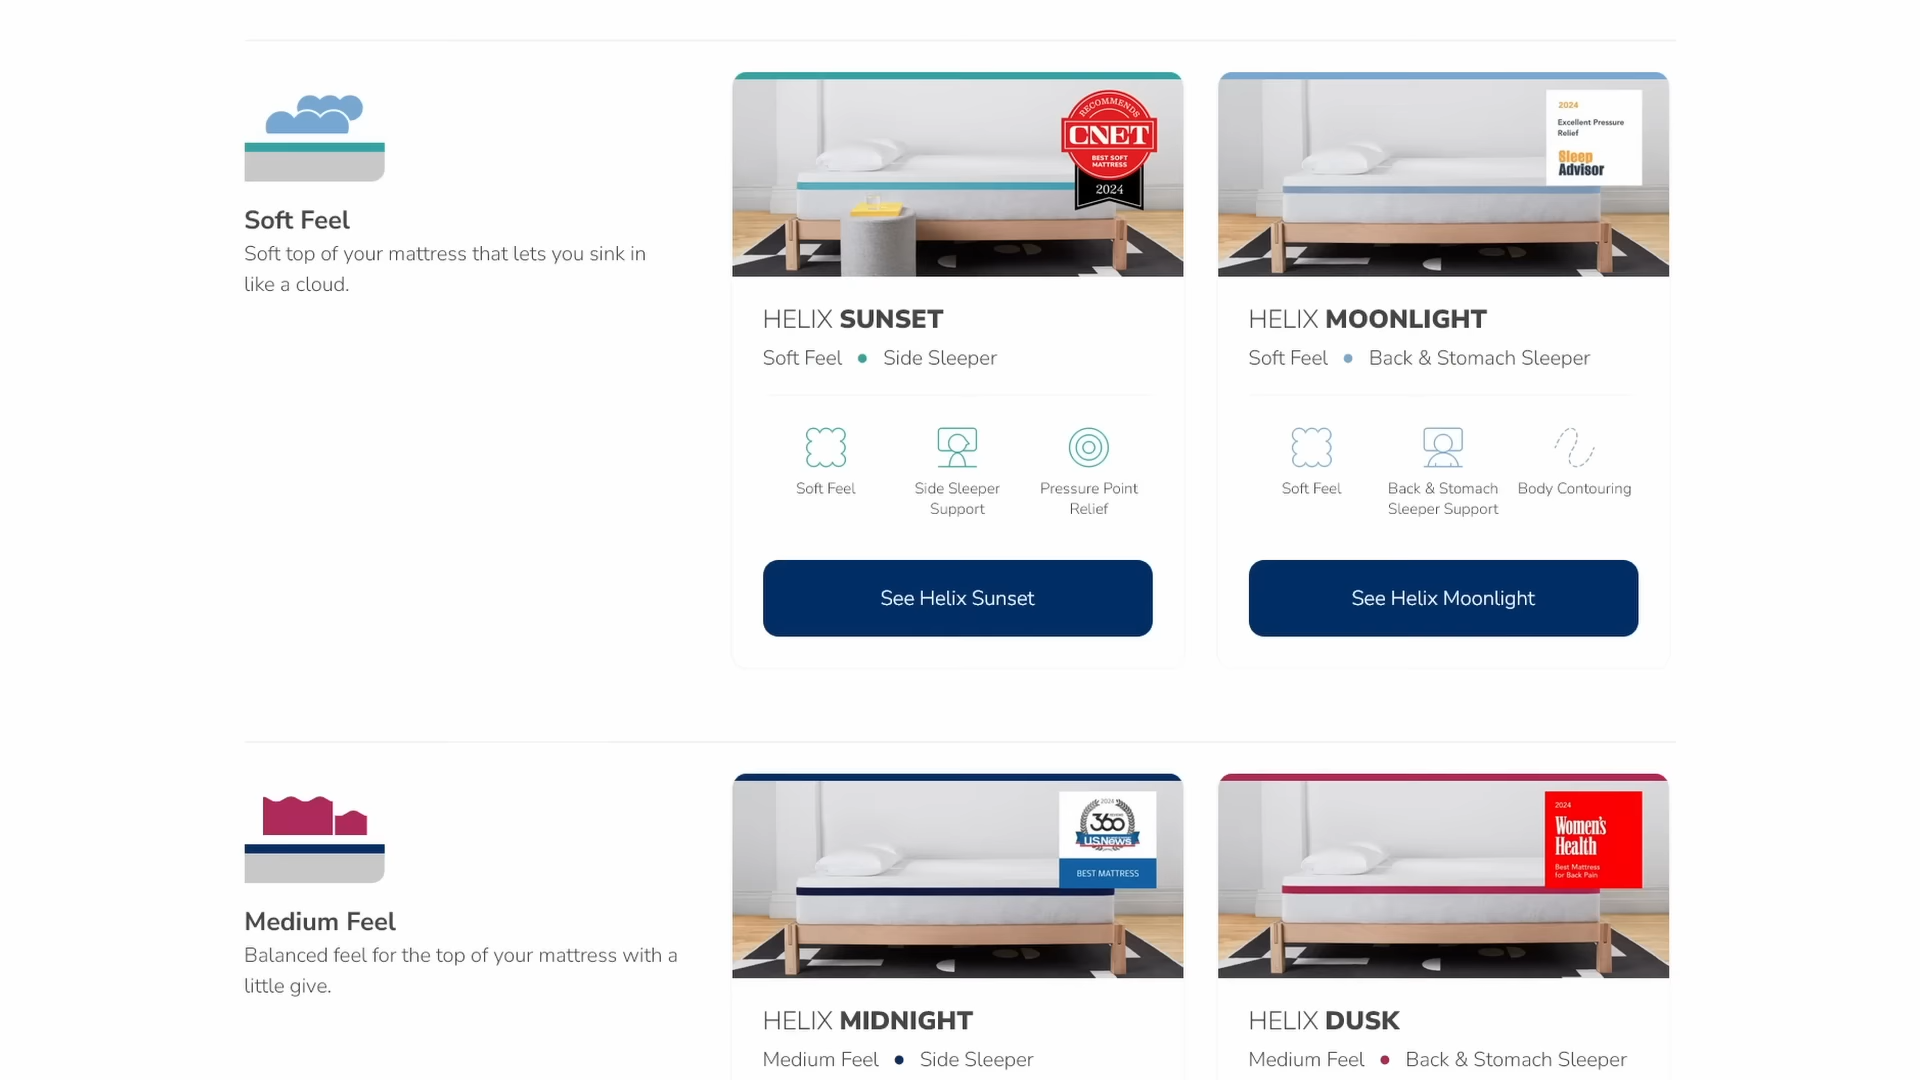 Soft Feel
Soft top of your mattress that lets you sink in
like a cloud.
RECOMMENDS
CNET
BEST SOFT
MATTRESS
2024
HELIX SUNSET
Soft Feel • Side Sleeper
Soft Feel
Side Sleeper
Support
Pressure Point
Relief
See Helix Sunset
2024
Excellent Pressure
Relief
Sleep
Advisor
HELIX MOONLIGHT
Soft Feel • Back & Stomach Sleeper
Soft Feel
Back & Stomach
Sleeper Support
Body Contouring
See Helix Moonlight
Medium Feel
Balanced feel for the top of your mattress with a
little give.
2024
360
U.S.News
BEST MATTRESS
HELIX MIDNIGHT
Medium Feel • Side Sleeper
2024
Women's
Health
Best Mattress
for Back Pain
HELIX DUSK
Medium Feel • Back & Stomach Sleeper